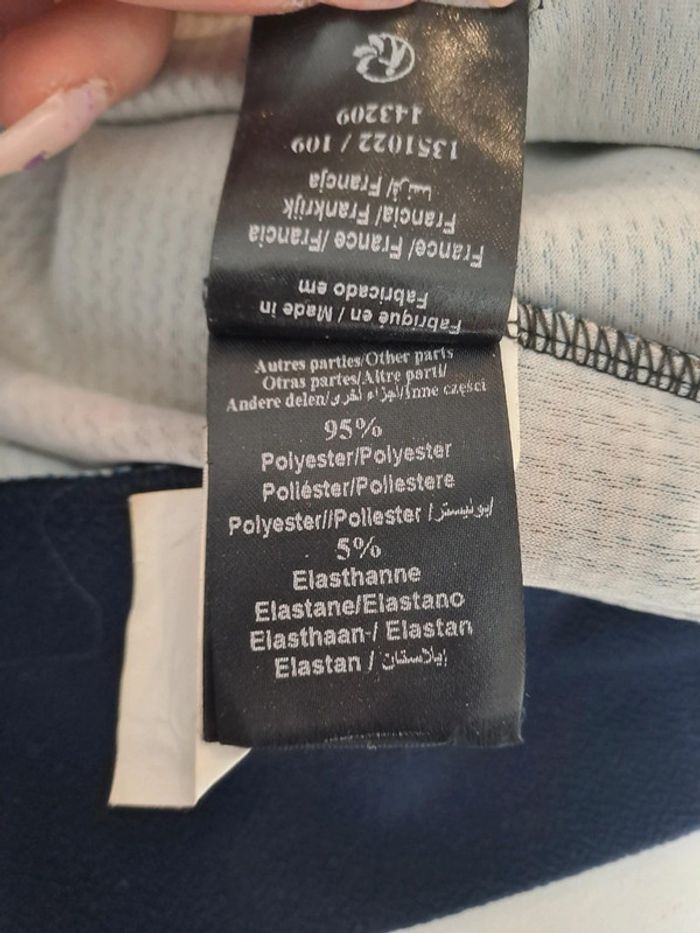 Fabriqué en / Made in
Fabricado em
France/ France /Francia
Francia/ Frankrijk
فرنسا / Francja
1351022 / 109
143209
Autres parties/Other parts
Otras partes/Altre parti/
Andere delen/أجزاء أخرى/Inne części
95%
Polyester/Polyester
Poliéster/Poliestere
Polyester//Poliester / بوليستر
5%
Elasthanne
Elastane/Elastano
Elasthaan-/ Elastan
Elastan / إيلاستان